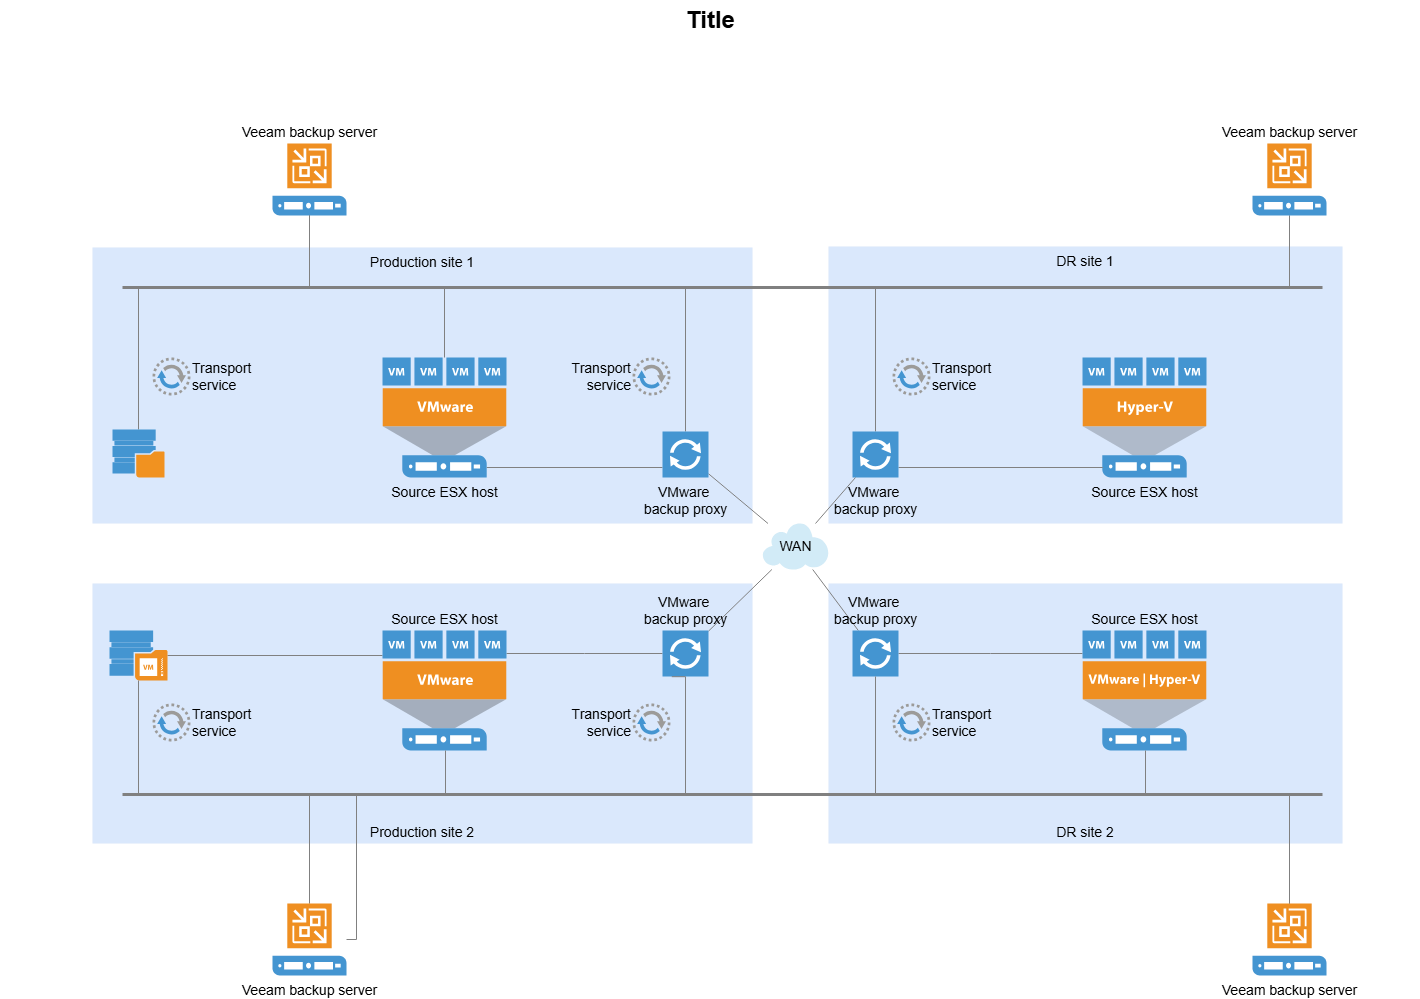 Title
Veeam backup server
Veeam backup server
Production site 1
DR site 1
Transport
service
VM VM VM VM
VMware
Source ESX host
Transport
service
VMware
backup proxy
Transport
service
VMware
backup proxy
VM VM VM VM
Hyper-V
Source ESX host
WAN
VM
Transport
service
Source ESX host
VM VM VM VM
VMware
VMware
backup proxy
Transport
service
VMware
backup proxy
Transport
service
Source ESX host
VM VM VM VM
VMware | Hyper-V
Production site 2
DR site 2
Veeam backup server
Veeam backup server